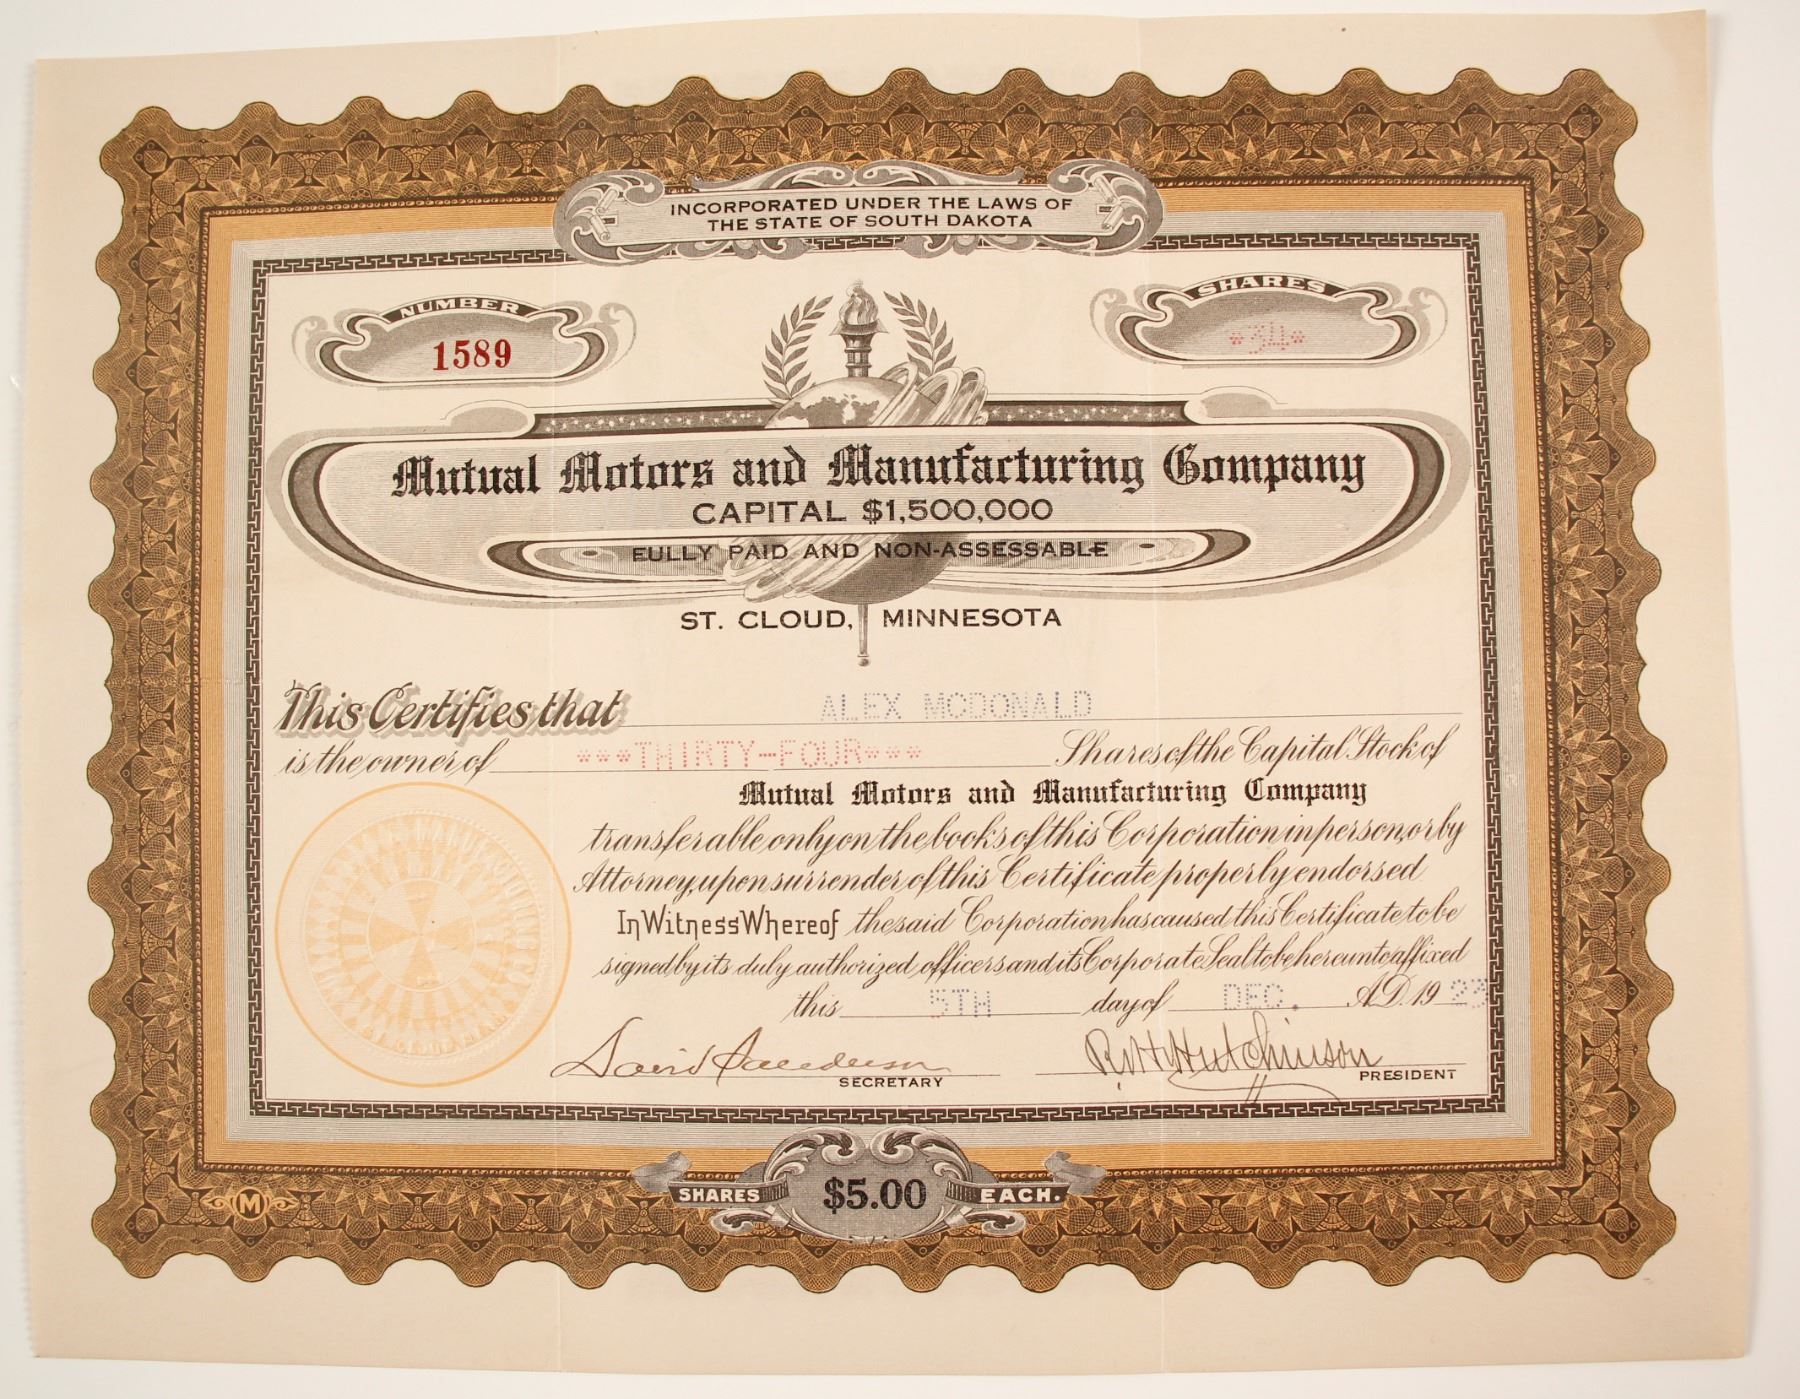 INCORPORATED UNDER THE LAWS OF
THE STATE OF SOUTH DAKOTA
NUMBER
1589
SHARES
*34*
Mutual Motors and Manufacturing Company
CAPITAL $1,500,000
FULLY PAID AND NON-ASSESSABLE
ST. CLOUD, MINNESOTA
This Certifies that ALEX MCDONALD
is the owner of ***THIRTY-FOUR*** Shares of the Capital Stock of
Mutual Motors and Manufacturing Company
transferable only on the books of this Corporation in person, or by
Attorney, upon surrender of this Certificate properly endorsed
In Witness Whereof the said Corporation has caused this Certificate to be
signed by its duly authorized officers and its Corporate Seal to be hereunto affixed
this 5TH day of DEC. A.D. 1923
David
SECRETARY
R. H. Hutchinson
PRESIDENT
SHARES $5.00 EACH.
M